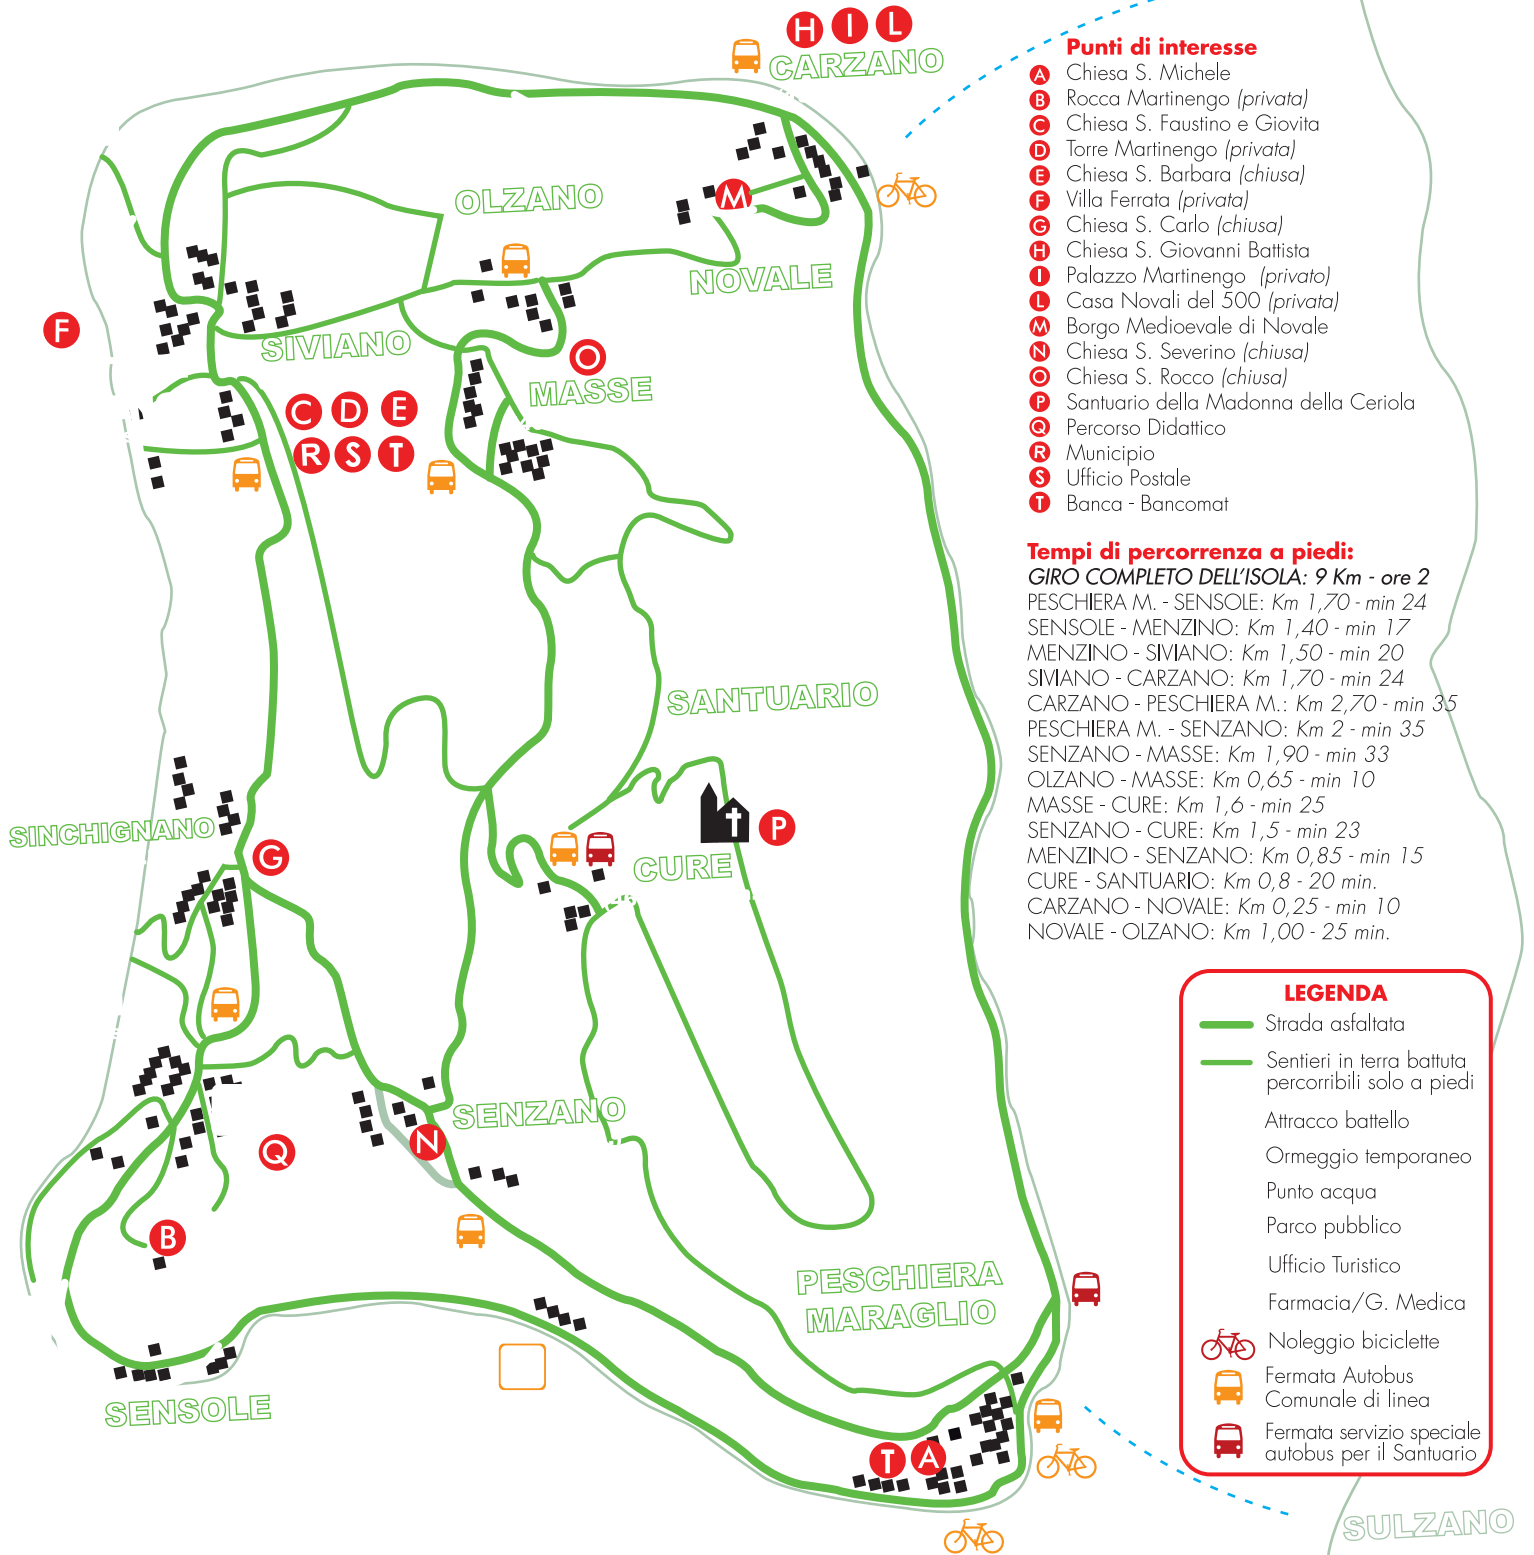 H I L
CARZANO
OLZANO
M
NOVALE
F
SIVIANO
O
MASSE
C D E
R S T
SANTUARIO
SINCHIGNANO
G
P
CURE
SENZANO
N
Q
B
PESCHIERA
MARAGLIO
SENSOLE
T A
SULZANO
Punti di interesse
A Chiesa S. Michele
B Rocca Martinengo (privata)
C Chiesa S. Faustino e Giovita
D Torre Martinengo (privata)
E Chiesa S. Barbara (chiusa)
F Villa Ferrata (privata)
G Chiesa S. Carlo (chiusa)
H Chiesa S. Giovanni Battista
I Palazzo Martinengo (privato)
L Casa Novali del 500 (privata)
M Borgo Medioevale di Novale
N Chiesa S. Severino (chiusa)
O Chiesa S. Rocco (chiusa)
P Santuario della Madonna della Ceriola
Q Percorso Didattico
R Municipio
S Ufficio Postale
T Banca - Bancomat
Tempi di percorrenza a piedi:
GIRO COMPLETO DELL'ISOLA: 9 Km - ore 2
PESCHIERA M. - SENSOLE: Km 1,70 - min 24
SENSOLE - MENZINO: Km 1,40 - min 17
MENZINO - SIVIANO: Km 1,50 - min 20
SIVIANO - CARZANO: Km 1,70 - min 24
CARZANO - PESCHIERA M.: Km 2,70 - min 35
PESCHIERA M. - SENZANO: Km 2 - min 35
SENZANO - MASSE: Km 1,90 - min 33
OLZANO - MASSE: Km 0,65 - min 10
MASSE - CURE: Km 1,6 - min 25
SENZANO - CURE: Km 1,5 - min 23
MENZINO - SENZANO: Km 0,85 - min 15
CURE - SANTUARIO: Km 0,8 - 20 min.
CARZANO - NOVALE: Km 0,25 - min 10
NOVALE - OLZANO: Km 1,00 - 25 min.
LEGENDA
Strada asfaltata
Sentieri in terra battuta
percorribili solo a piedi
Attracco battello
Ormeggio temporaneo
Punto acqua
Parco pubblico
Ufficio Turistico
Farmacia/G. Medica
Noleggio biciclette
Fermata Autobus
Comunale di linea
Fermata servizio speciale
autobus per il Santuario